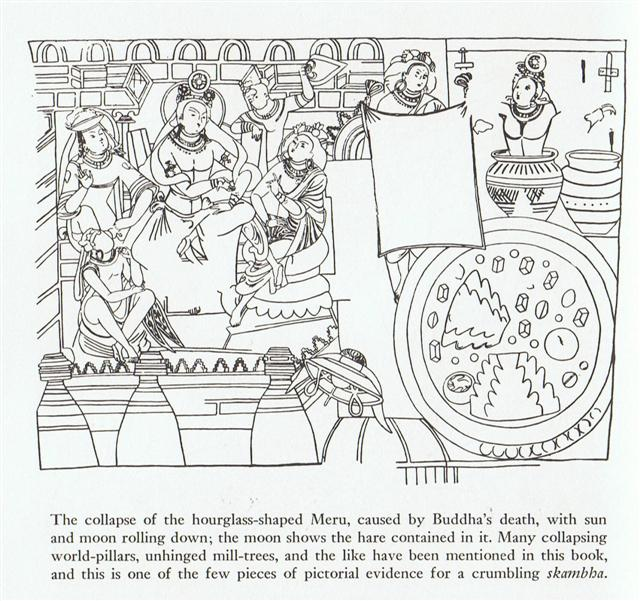 The collapse of the hourglass-shaped Meru, caused by Buddha's death, with sun
and moon rolling down; the moon shows the hare contained in it. Many collapsing
world-pillars, unhinged mill-trees, and the like have been mentioned in this book,
and this is one of the few pieces of pictorial evidence for a crumbling skambha.